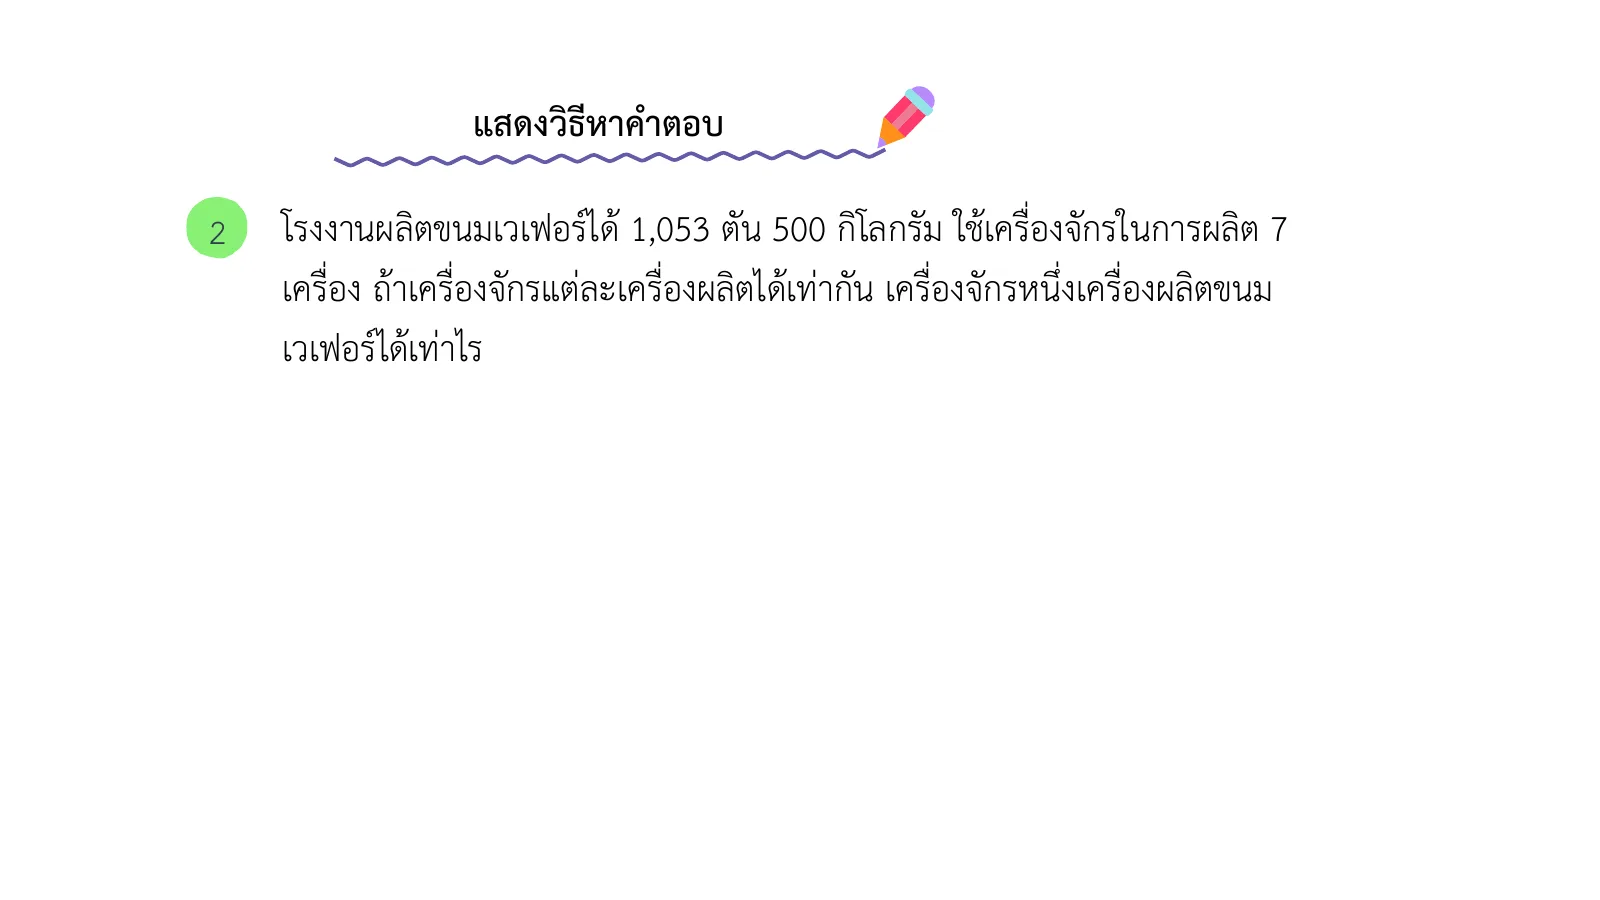 แสดงวิธีหาคำตอบ
2 โรงงานผลิตขนมเวเฟอร์ได้ 1,053 ตัน 500 กิโลกรัม ใช้เครื่องจักรในการผลิต 7
เครื่อง ถ้าเครื่องจักรแต่ละเครื่องผลิตได้เท่ากัน เครื่องจักรหนึ่งเครื่องผลิตขนม
เวเฟอร์ได้เท่าไร